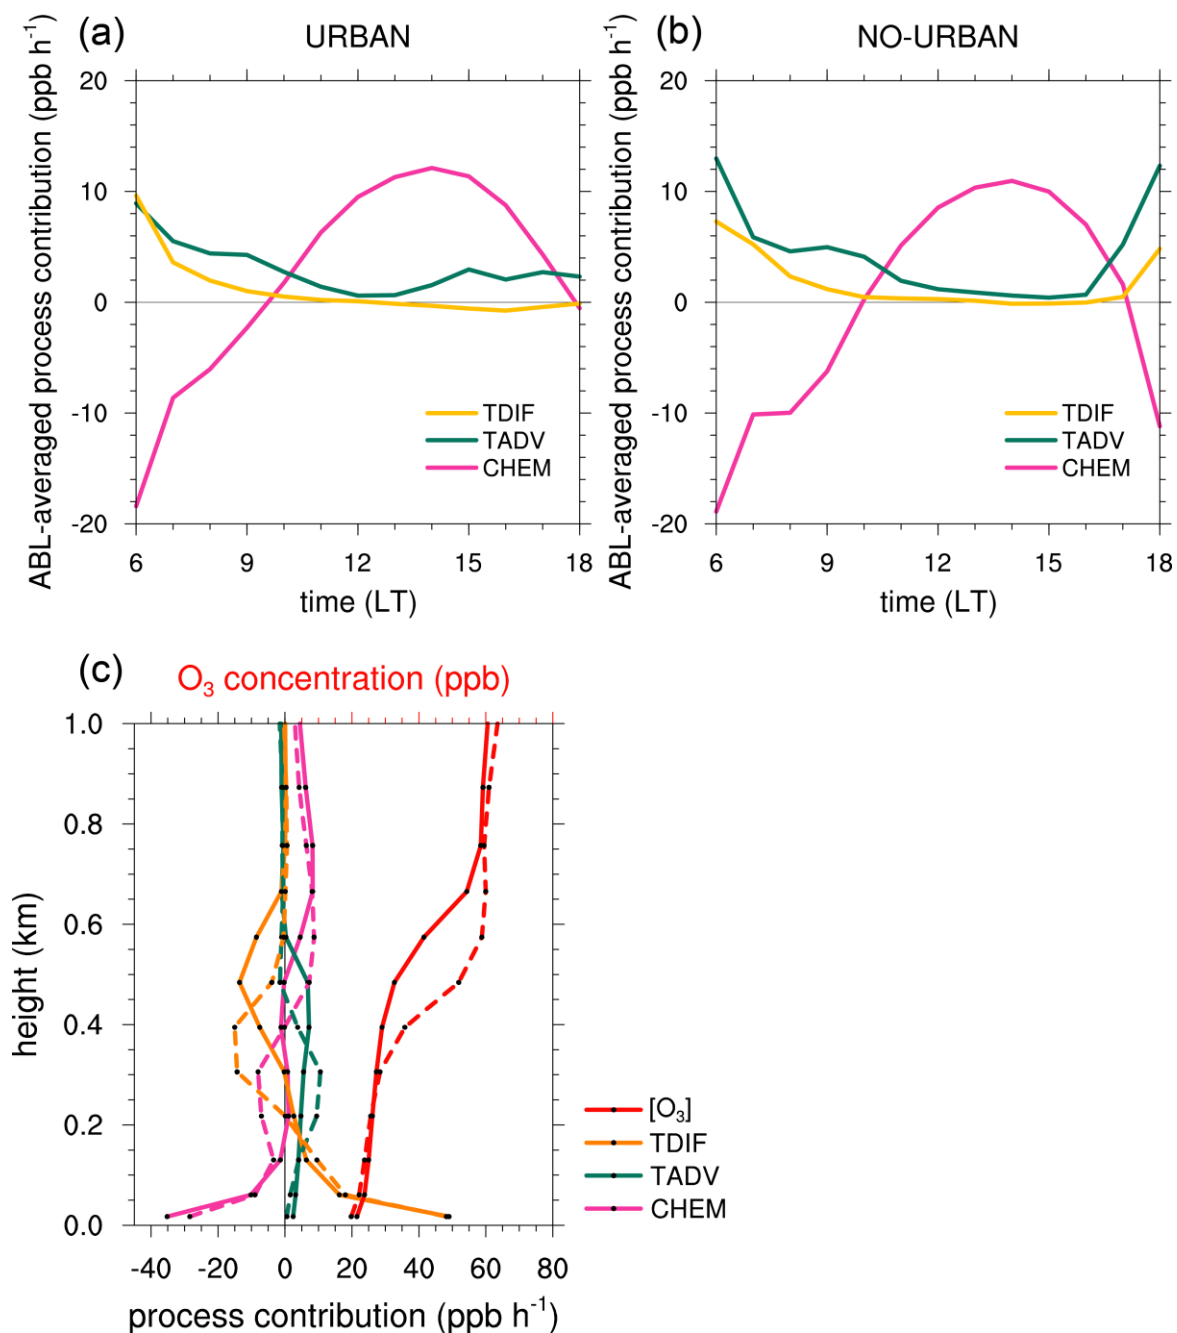 (a) URBAN
ABL-averaged process contribution (ppb h⁻¹)
20
10
0
-10
-20
TDIF
TADV
CHEM
6 9 12 15 18
time (LT)
(b) NO-URBAN
ABL-averaged process contribution (ppb h⁻¹)
20
10
0
-10
-20
TDIF
TADV
CHEM
6 9 12 15 18
time (LT)
(c) O₃ concentration (ppb)
height (km)
1.0
0.8
0.6
0.4
0.2
0.0
-40 -20 0 20 40 60 80
process contribution (ppb h⁻¹)
[O₃]
TDIF
TADV
CHEM